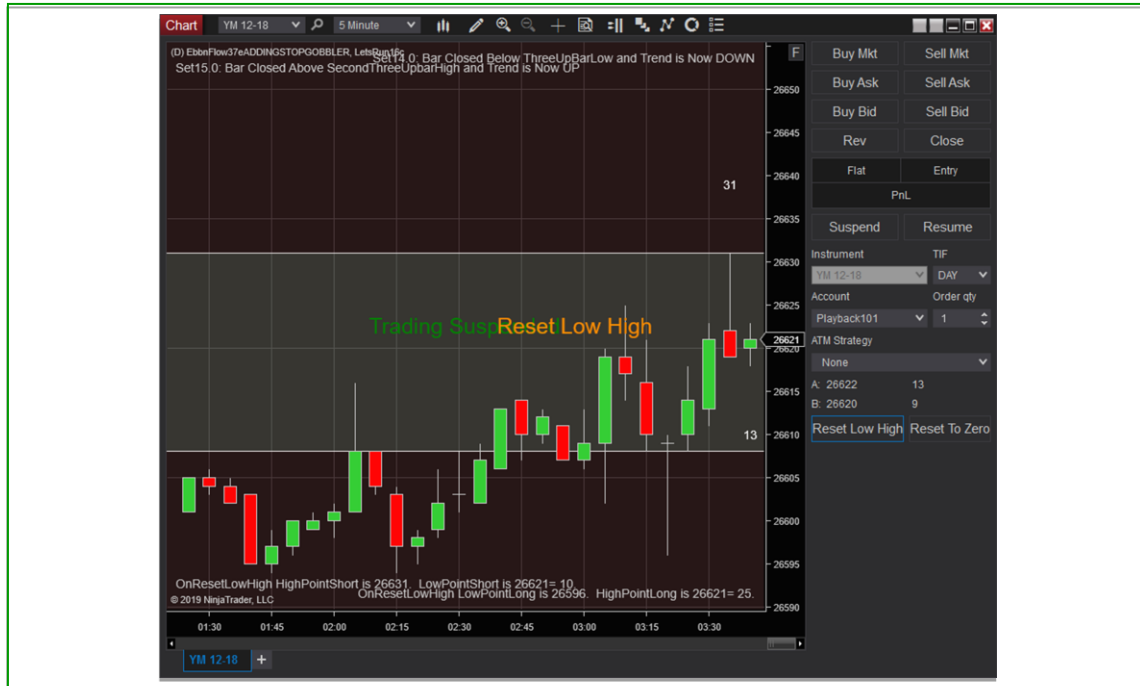 Chart YM 12-18 5 Minute
(D) EbbnFlow37eADDINGSTOPGOBBLER, LetsRun16c
Set14.0: Bar Closed Below ThreeUpBarLow and Trend is Now DOWN
Set15.0: Bar Closed Above SecondThreeUpbarHigh and Trend is Now UP
F
26650
26645
26640
26635
26630
26625
26621
26620
26615
26610
26605
26600
26595
26590
31
Trading Suspended
Reset Low High
13
OnResetLowHigh HighPointShort is 26631. LowPointShort is 26621= 10.
OnResetLowHigh LowPointLong is 26596. HighPointLong is 26621= 25.
© 2019 NinjaTrader, LLC
01:30 01:45 02:00 02:15 02:30 02:45 03:00 03:15 03:30
YM 12-18 +
Buy Mkt Sell Mkt
Buy Ask Sell Ask
Buy Bid Sell Bid
Rev Close
Flat Entry
PnL
Suspend Resume
Instrument TIF
YM 12-18 DAY
Account Order qty
Playback101 1
ATM Strategy
None
A: 26622 13
B: 26620 9
Reset Low High Reset To Zero